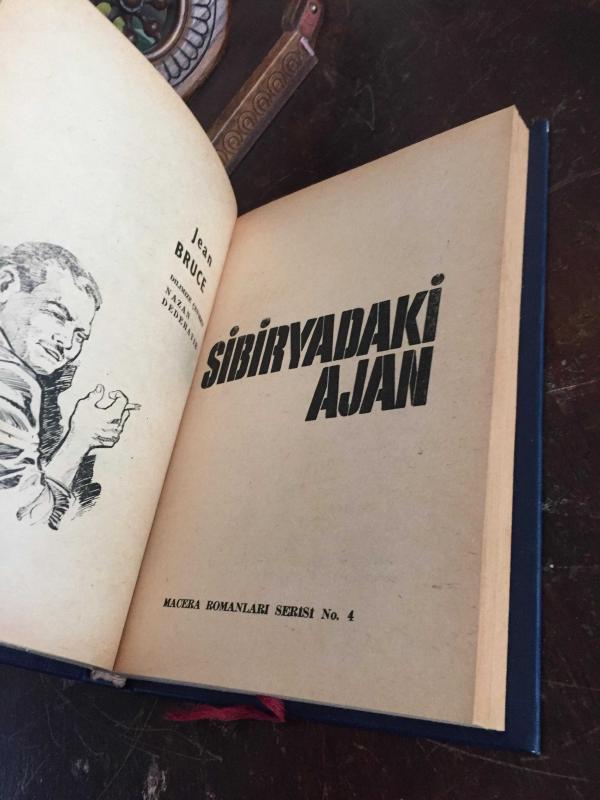 Jean
BRUCE
NAZAN
SİBİRYADAKİ
AJAN
MACERA ROMANLARI SERİSİ No. 4